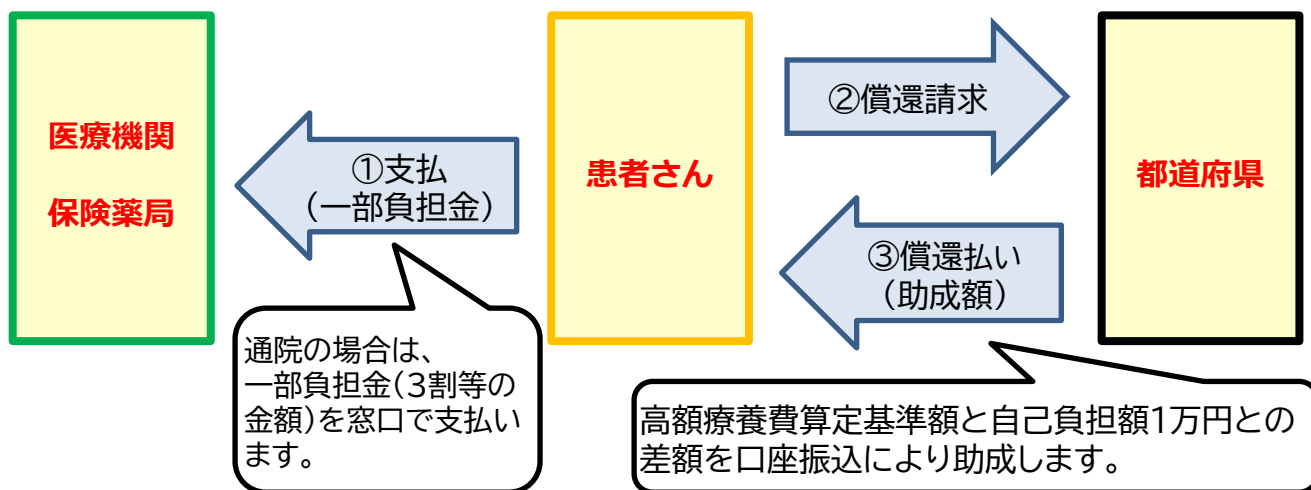 医療機関
保険薬局
①支払
（一部負担金）
患者さん
②償還請求
③償還払い
（助成額）
都道府県
通院の場合は、
一部負担金(3割等の
金額)を窓口で支払い
ます。
高額療養費算定基準額と自己負担額1万円との
差額を口座振込により助成します。